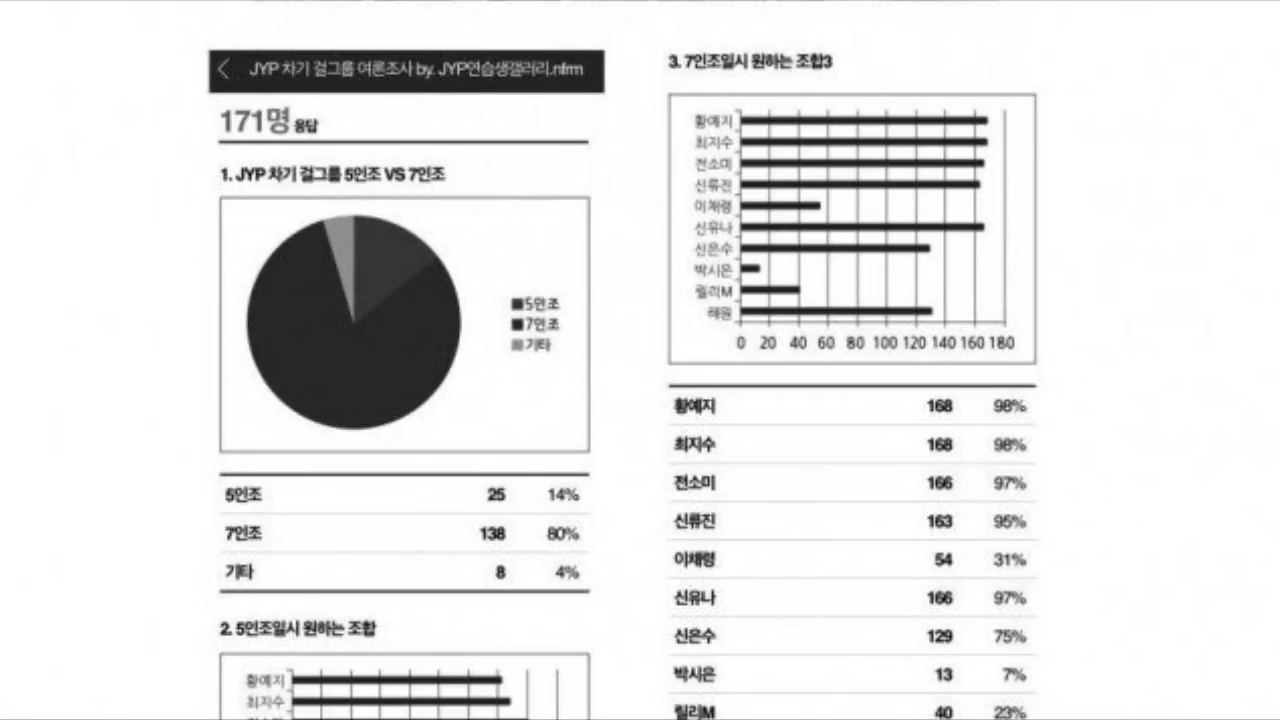 JYP 차기 걸그룹 여론조사 by. JYP연습생갤러리.nfrm
171명 응답
1. JYP 차기 걸그룹 5인조 VS 7인조
5인조
7인조
기타
5인조 25 14%
7인조 138 80%
기타 8 4%
2. 5인조일시 원하는 조합
황예지
최지수
3. 7인조일시 원하는 조합3
황예지
최지수
전소미
신류진
이채령
신유나
신은수
박시은
릴리M
해원
0 20 40 60 80 100 120 140 160 180
황예지 168 98%
최지수 168 98%
전소미 166 97%
신류진 163 95%
이채령 54 31%
신유나 166 97%
신은수 129 75%
박시은 13 7%
릴리M 40 23%